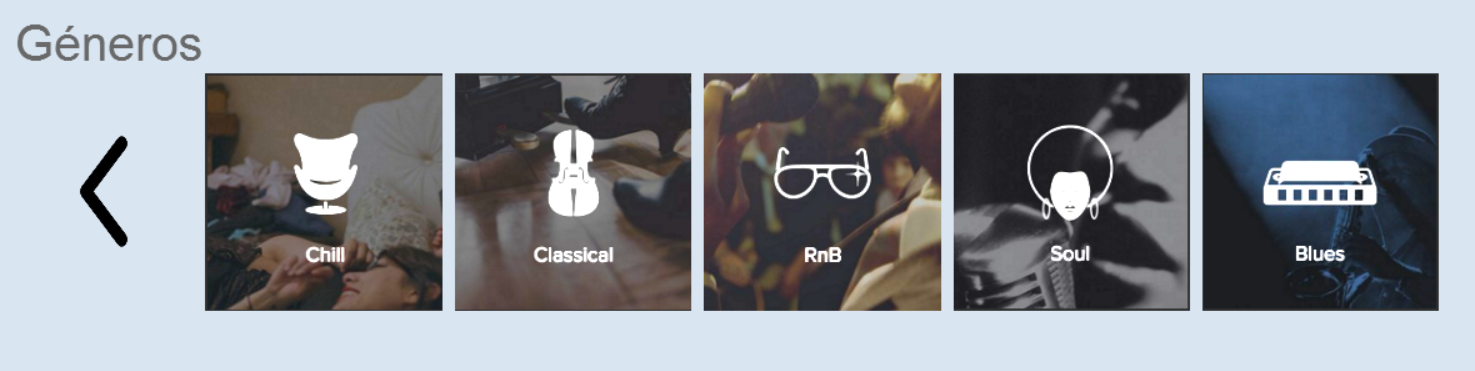 Géneros
Chill
Classical
RnB
Soul
Blues